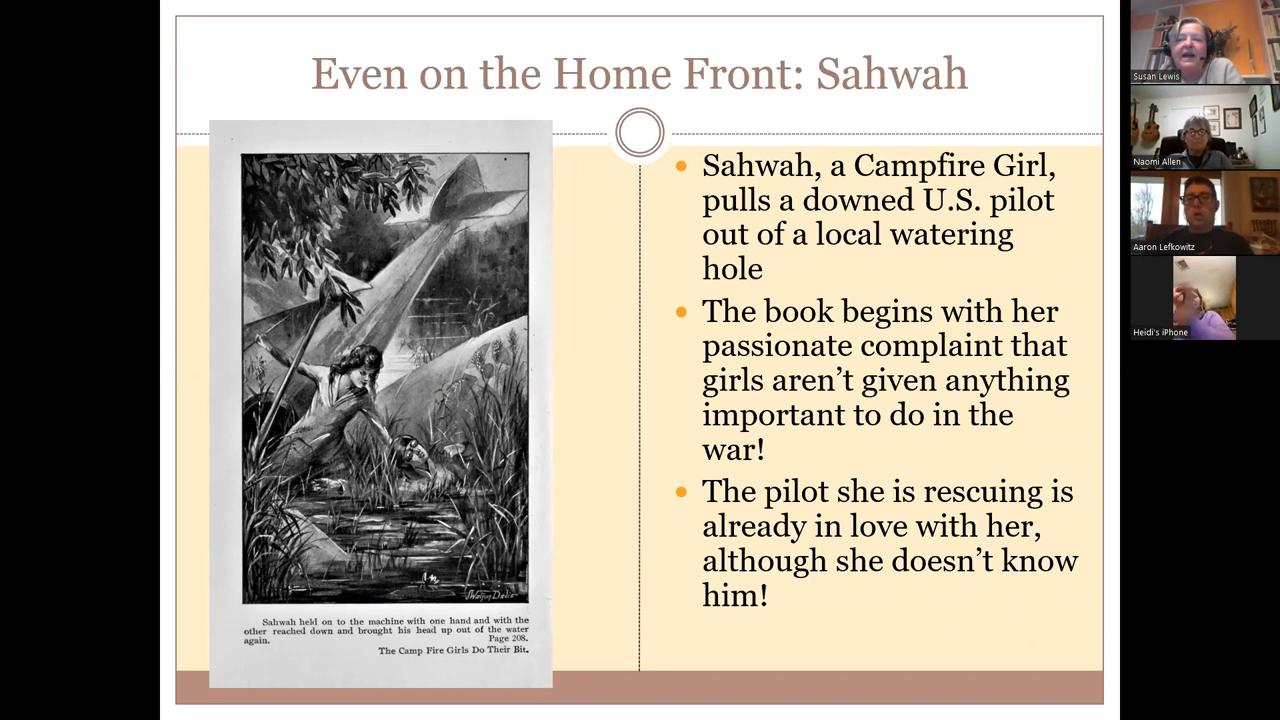 Even on the Home Front: Sahwah
Sahwah held on to the machine with one hand and with the
other reached down and brought his head up out of the water
again. Page 208.
The Camp Fire Girls Do Their Bit.
Sahwah, a Campfire Girl,
pulls a downed U.S. pilot
out of a local watering
hole
The book begins with her
passionate complaint that
girls aren't given anything
important to do in the
war!
The pilot she is rescuing is
already in love with her,
although she doesn't know
him!
Susan Lewis
Naomi Allen
Aaron Lefkowitz
Heidi's iPhone